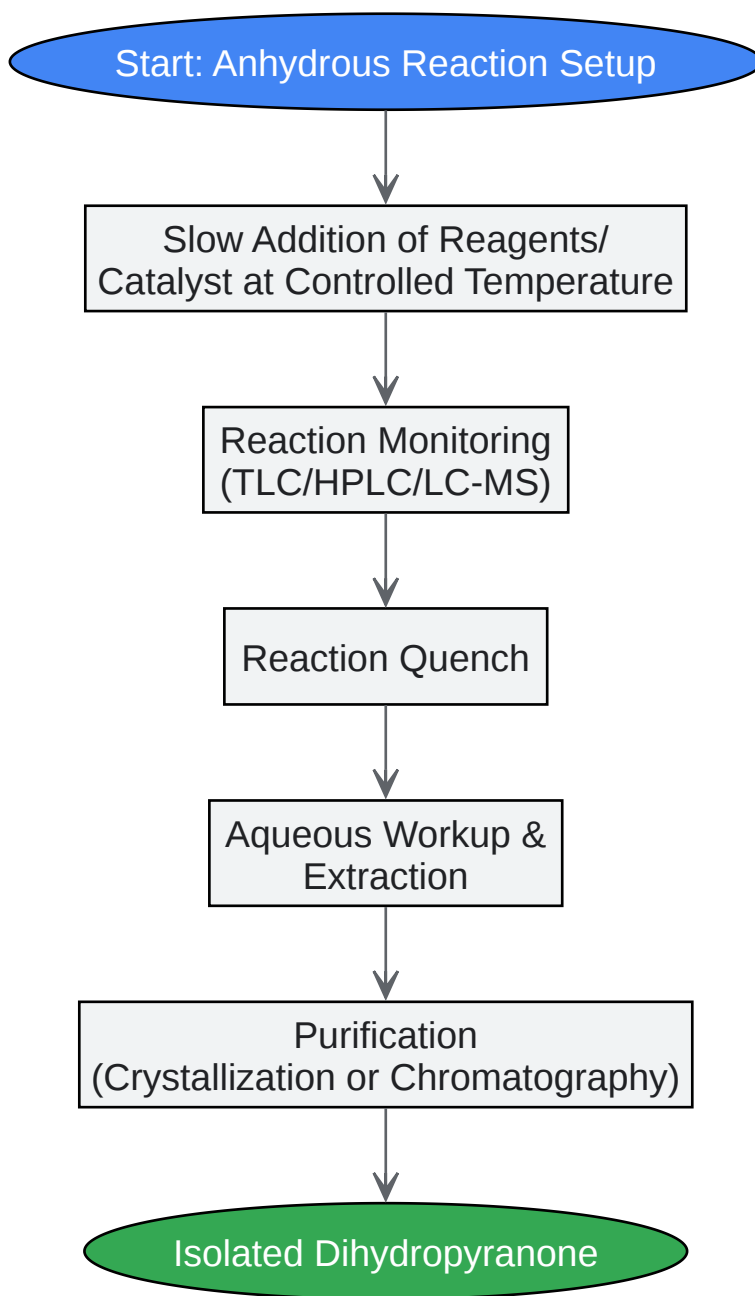 Start: Anhydrous Reaction Setup
Slow Addition of Reagents/
Catalyst at Controlled Temperature
Reaction Monitoring
(TLC/HPLC/LC-MS)
Reaction Quench
Aqueous Workup &
Extraction
Purification
(Crystallization or Chromatography)
Isolated Dihydropyranone